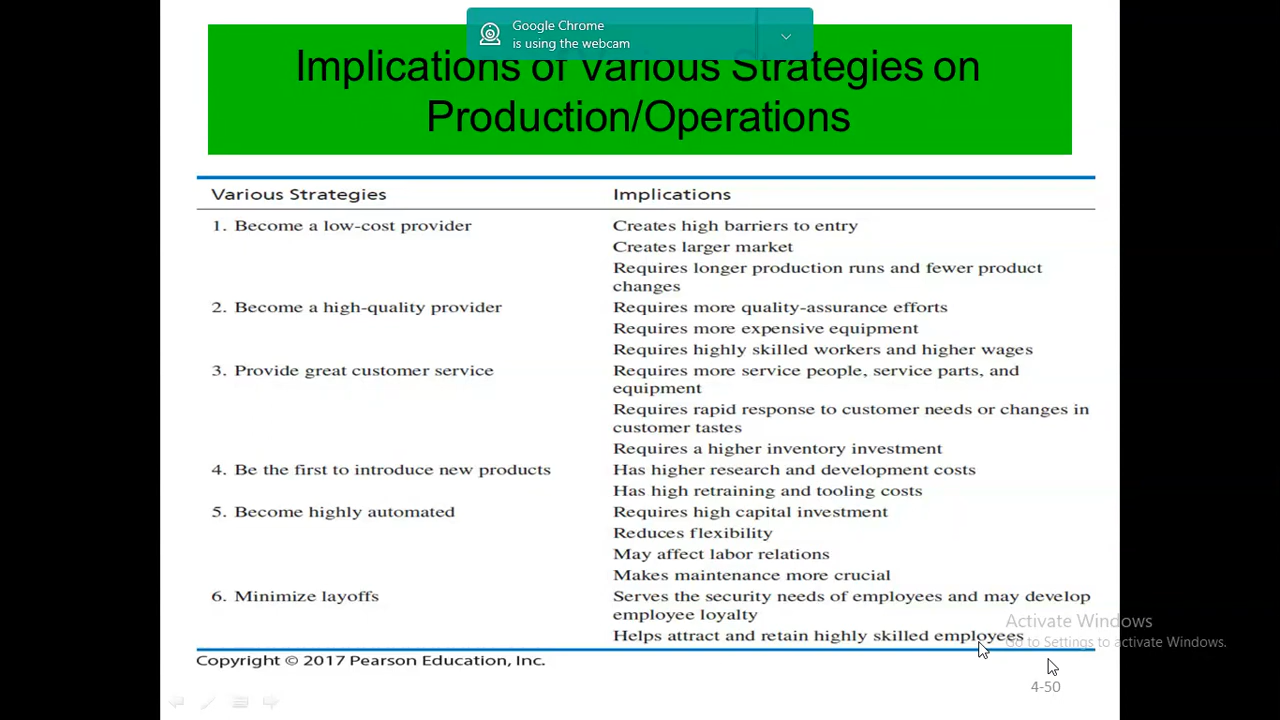 Google Chrome
is using the webcam
Implications of Various Strategies on
Production/Operations
Various Strategies Implications
1. Become a low-cost provider Creates high barriers to entry
Creates larger market
Requires longer production runs and fewer product
changes
2. Become a high-quality provider Requires more quality-assurance efforts
Requires more expensive equipment
Requires highly skilled workers and higher wages
3. Provide great customer service Requires more service people, service parts, and
equipment
Requires rapid response to customer needs or changes in
customer tastes
Requires a higher inventory investment
4. Be the first to introduce new products Has higher research and development costs
Has high retraining and tooling costs
5. Become highly automated Requires high capital investment
Reduces flexibility
May affect labor relations
Makes maintenance more crucial
6. Minimize layoffs Serves the security needs of employees and may develop
employee loyalty
Helps attract and retain highly skilled employees
Activate Windows
Go to Settings to activate Windows.
Copyright © 2017 Pearson Education, Inc.
4-50